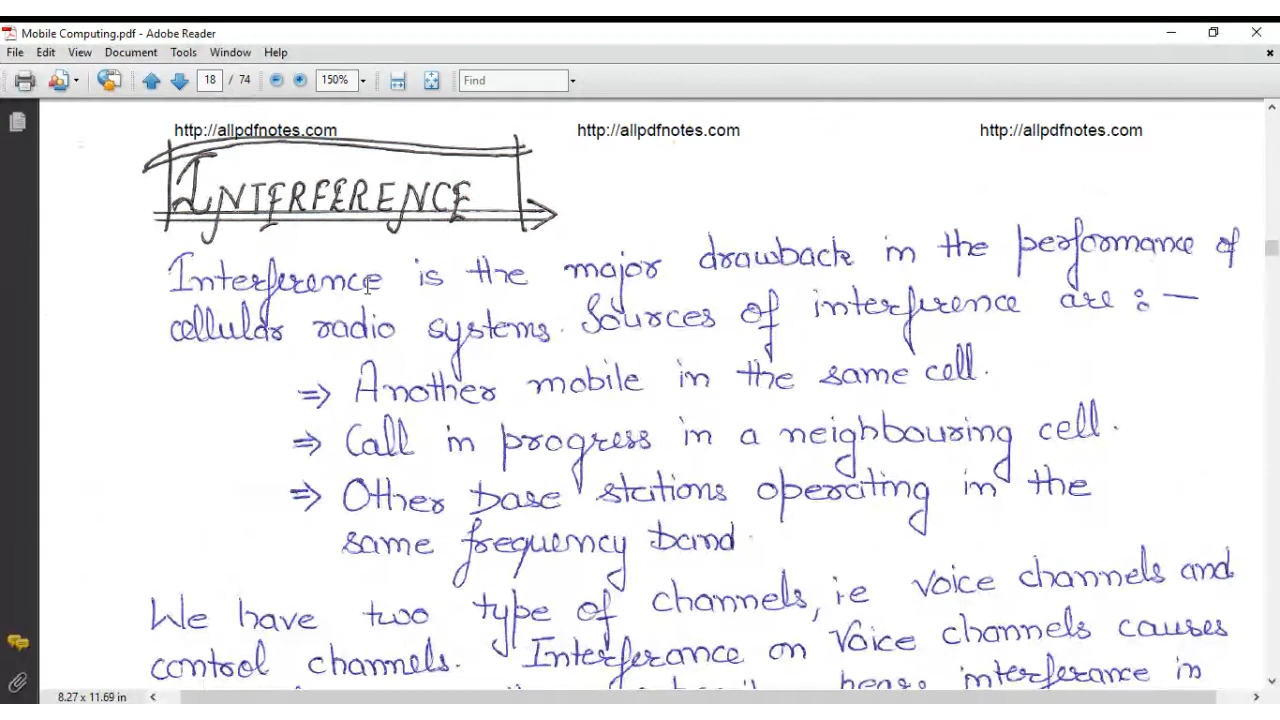 Mobile Computing.pdf - Adobe Reader
File Edit View Document Tools Window Help
18 / 74 150% Find
http://allpdfnotes.com http://allpdfnotes.com http://allpdfnotes.com
INTERFERENCE
Interference is the major drawback in the performance of
cellular radio systems. Sources of interference are :-
=> Another mobile in the same cell.
=> Call in progress in a neighbouring cell.
=> Other base stations operating in the
same frequency band.
We have two type of channels, ie voice channels and
control channels. Interferance on voice channels causes
interferance in
8.27 x 11.69 in